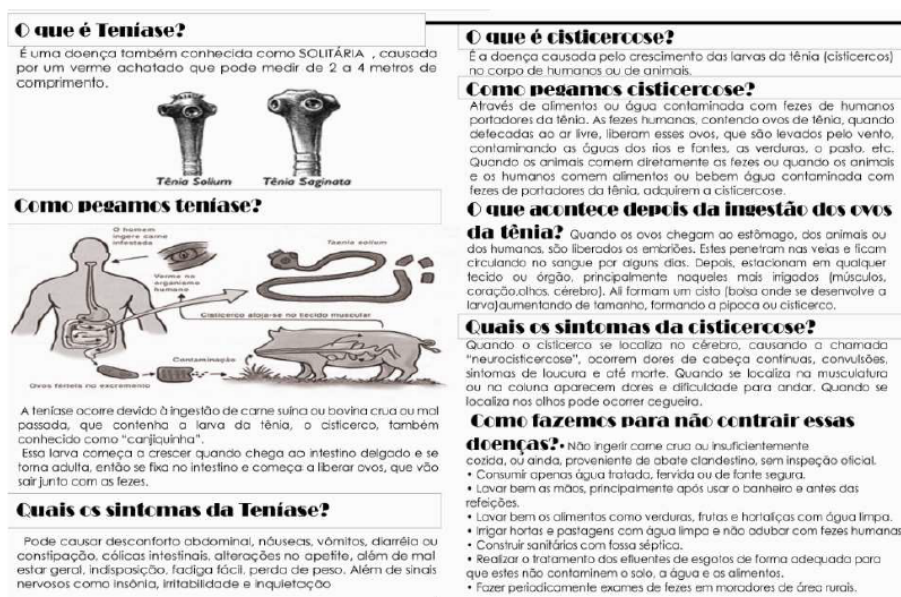 O que é Teníase?
É uma doença também conhecida como SOLITÁRIA , causada
por um verme achatado que pode medir de 2 a 4 metros de
comprimento.
Tênia Solium
Tênia Saginata
Como pegamos teníase?
O homem
ingere carne
infestada
Taenia solium
Verme no
organismo
humano
Cisticerco aloja-se no tecido muscular
Contaminação
Ovos férteis no excremento
A teníase ocorre devido à ingestão de carne suína ou bovina crua ou mal
passada, que contenha a larva da tênia, o cisticerco, também
conhecido como "canjiquinha".
Essa larva começa a crescer quando chega ao intestino delgado e se
torna adulta, então se fixa no intestino e começa a liberar ovos, que vão
sair junto com as fezes.
Quais os sintomas da Teníase?
Pode causar desconforto abdominal, náuseas, vômitos, diarréia ou
constipação, cólicas intestinais, alterações no apetite, além de mal
estar geral, indisposição, fadiga fácil, perda de peso. Além de sinais
nervosos como insônia, irritabilidade e inquietação
O que é cisticercose?
É a doença causada pelo crescimento das larvas da tênia (cisticercos)
no corpo de humanos ou de animais.
Como pegamos cisticercose?
Através de alimentos ou água contaminada com fezes de humanos
portadores da tênia. As fezes humanas, contendo ovos de tênia, quando
defecadas ao ar livre, liberam esses ovos, que são levados pelo vento,
contaminando as águas dos rios e fontes, as verduras, o pasto, etc.
Quando os animais comem diretamente as fezes ou quando os animais
e os humanos comem alimentos ou bebem água contaminada com
fezes de portadores da tênia, adquirem a cisticercose.
O que acontece depois da ingestão dos ovos
da tênia? Quando os ovos chegam ao estômago, dos animais ou
dos humanos, são liberados os embriões. Estes penetram nas veias e ficam
circulando no sangue por alguns dias. Depois, estacionam em qualquer
tecido ou órgão, principalmente naqueles mais irrigados (músculos,
coração,olhos, cérebro). Ali formam um cisto (bolsa onde se desenvolve a
larva)aumentando de tamanho, formando a pipoca ou cisticerco.
Quais os sintomas da cisticercose?
Quando o cisticerco se localiza no cérebro, causando a chamada
"neurocisticercose", ocorrem dores de cabeça contínuas, convulsões,
sintomas de loucura e até morte. Quando se localiza na musculatura
ou na coluna aparecem dores e dificuldade para andar. Quando se
localiza nos olhos pode ocorrer cegueira.
Como fazemos para não contrair essas
doenças?• Não ingerir carne crua ou insuficientemente
cozida, ou ainda, proveniente de abate clandestino, sem inspeção oficial.
• Consumir apenas água tratada, fervida ou de fonte segura.
• Lavar bem as mãos, principalmente após usar o banheiro e antes das
refeições.
• Lavar bem os alimentos como verduras, frutas e hortaliças com água limpa.
• Irrigar hortas e pastagens com água limpa e não adubar com fezes humanas
• Construir sanitários com fossa séptica.
• Realizar o tratamento dos efluentes de esgotos de forma adequada para
que estes não contaminem o solo, a água e os alimentos.
• Fazer periodicamente exames de fezes em moradores de área rurais.